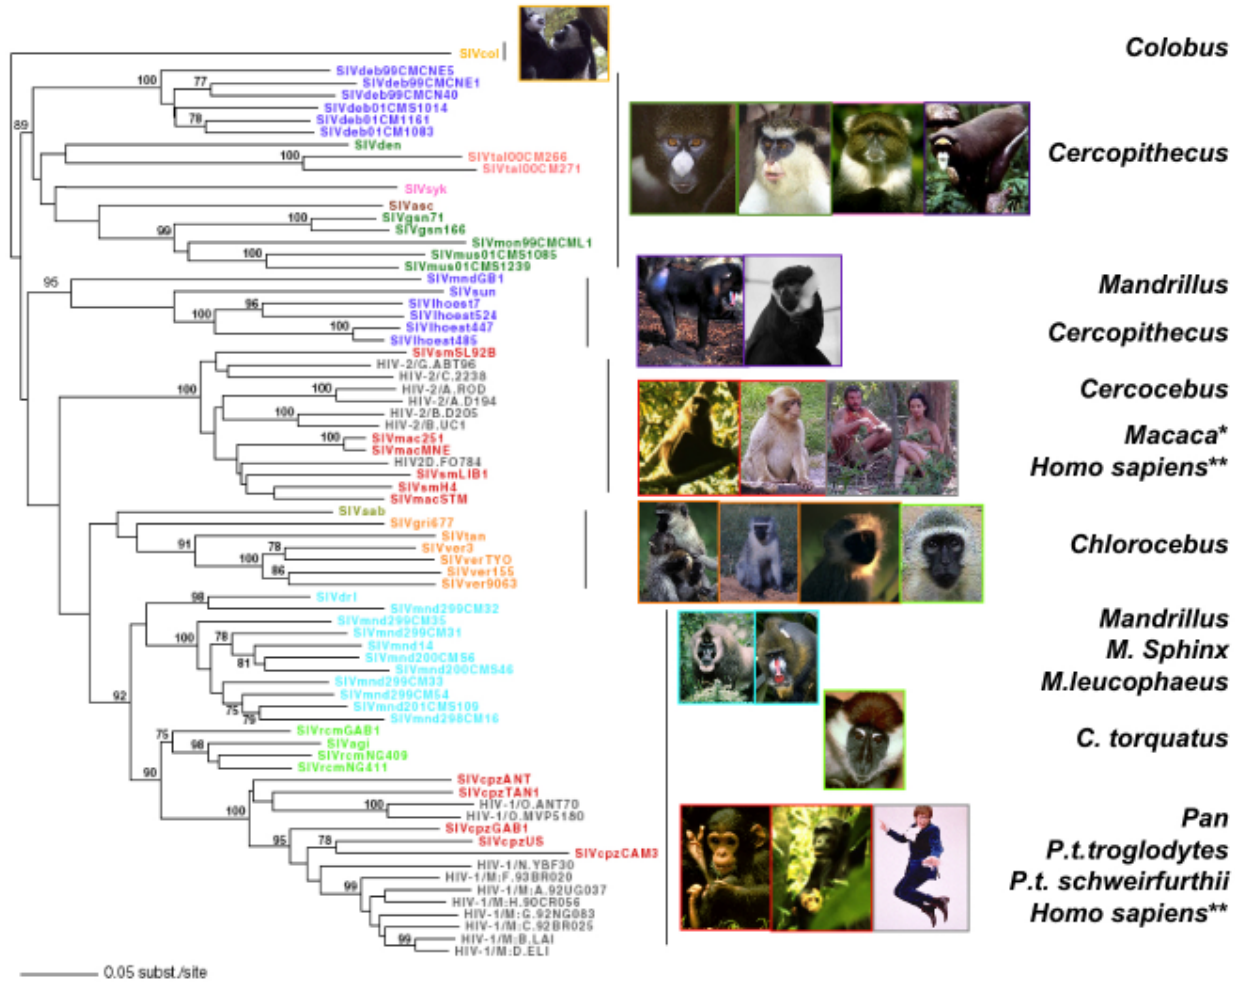 SIVcol
Colobus
SIVdeb99CMCNE5
100
77
SIVdeb99CMCNE1
SIVdeb99CMCN40
SIVdeb01CMS1014
89
78
SIVdeb01CM1161
SIVdeb01CM1083
Cercopithecus
SIVden
100
SIVtal00CM266
SIVtal00CM271
SIVsyk
SIVasc
100
SIVgsn71
99
SIVgsn166
SIVmon99CMCML1
100
SIVmus01CMS1085
SIVmus01CMS1239
95
SIVmndGB1
Mandrillus
SIVsun
96
SIVlhoest7
100
SIVlhoest524
100
SIVlhoest447
Cercopithecus
SIVlhoest485
SIVsmSL92B
HIV-2/G.ABT96
HIV-2/C.2238
100
100
HIV-2/A.ROD
Cercocebus
HIV-2/A.D194
100
HIV-2/B.D205
HIV-2/B.UC1
100
SIVmac251
Macaca*
SIVmacMNE
HIV2D.FO784
Homo sapiens**
SIVsmLIB1
SIVsmH4
SIVmacSTM
SIVsab
SIVgri677
91
SIVtan
78
SIVver3
Chlorocebus
100
SIVverTYO
86
SIVver155
SIVver9063
98
SIVdrl
SIVmnd299CM32
SIVmnd299CM35
Mandrillus
100
78
SIVmnd299CM31
SIVmnd14
M. Sphinx
81
SIVmnd200CMS6
SIVmnd200CMS46
SIVmnd299CM33
M.leucophaeus
92
SIVmnd299CM54
75
SIVmnd201CMS109
79
SIVmnd298CM16
75
SIVrcmGAB1
98
SIVagi
C. torquatus
SIVrcmNG409
90
SIVrcmNG411
SIVcpzANT
SIVcpzTAN1
100
100
HIV-1/O.ANT70
HIV-1/O.MVP5180
Pan
SIVcpzGAB1
95
78
SIVcpzUS
SIVcpzCAM3
P.t.troglodytes
HIV-1/N.YBF30
HIV-1/M:F.93BR020
P.t. schweirfurthii
99
HIV-1/M:A.92UG037
HIV-1/M:H.90CR056
HIV-1/M:G.92NG083
Homo sapiens**
HIV-1/M:C.92BR025
99
HIV-1/M:B.LAI
HIV-1/M:D.ELI
0.05 subst./site